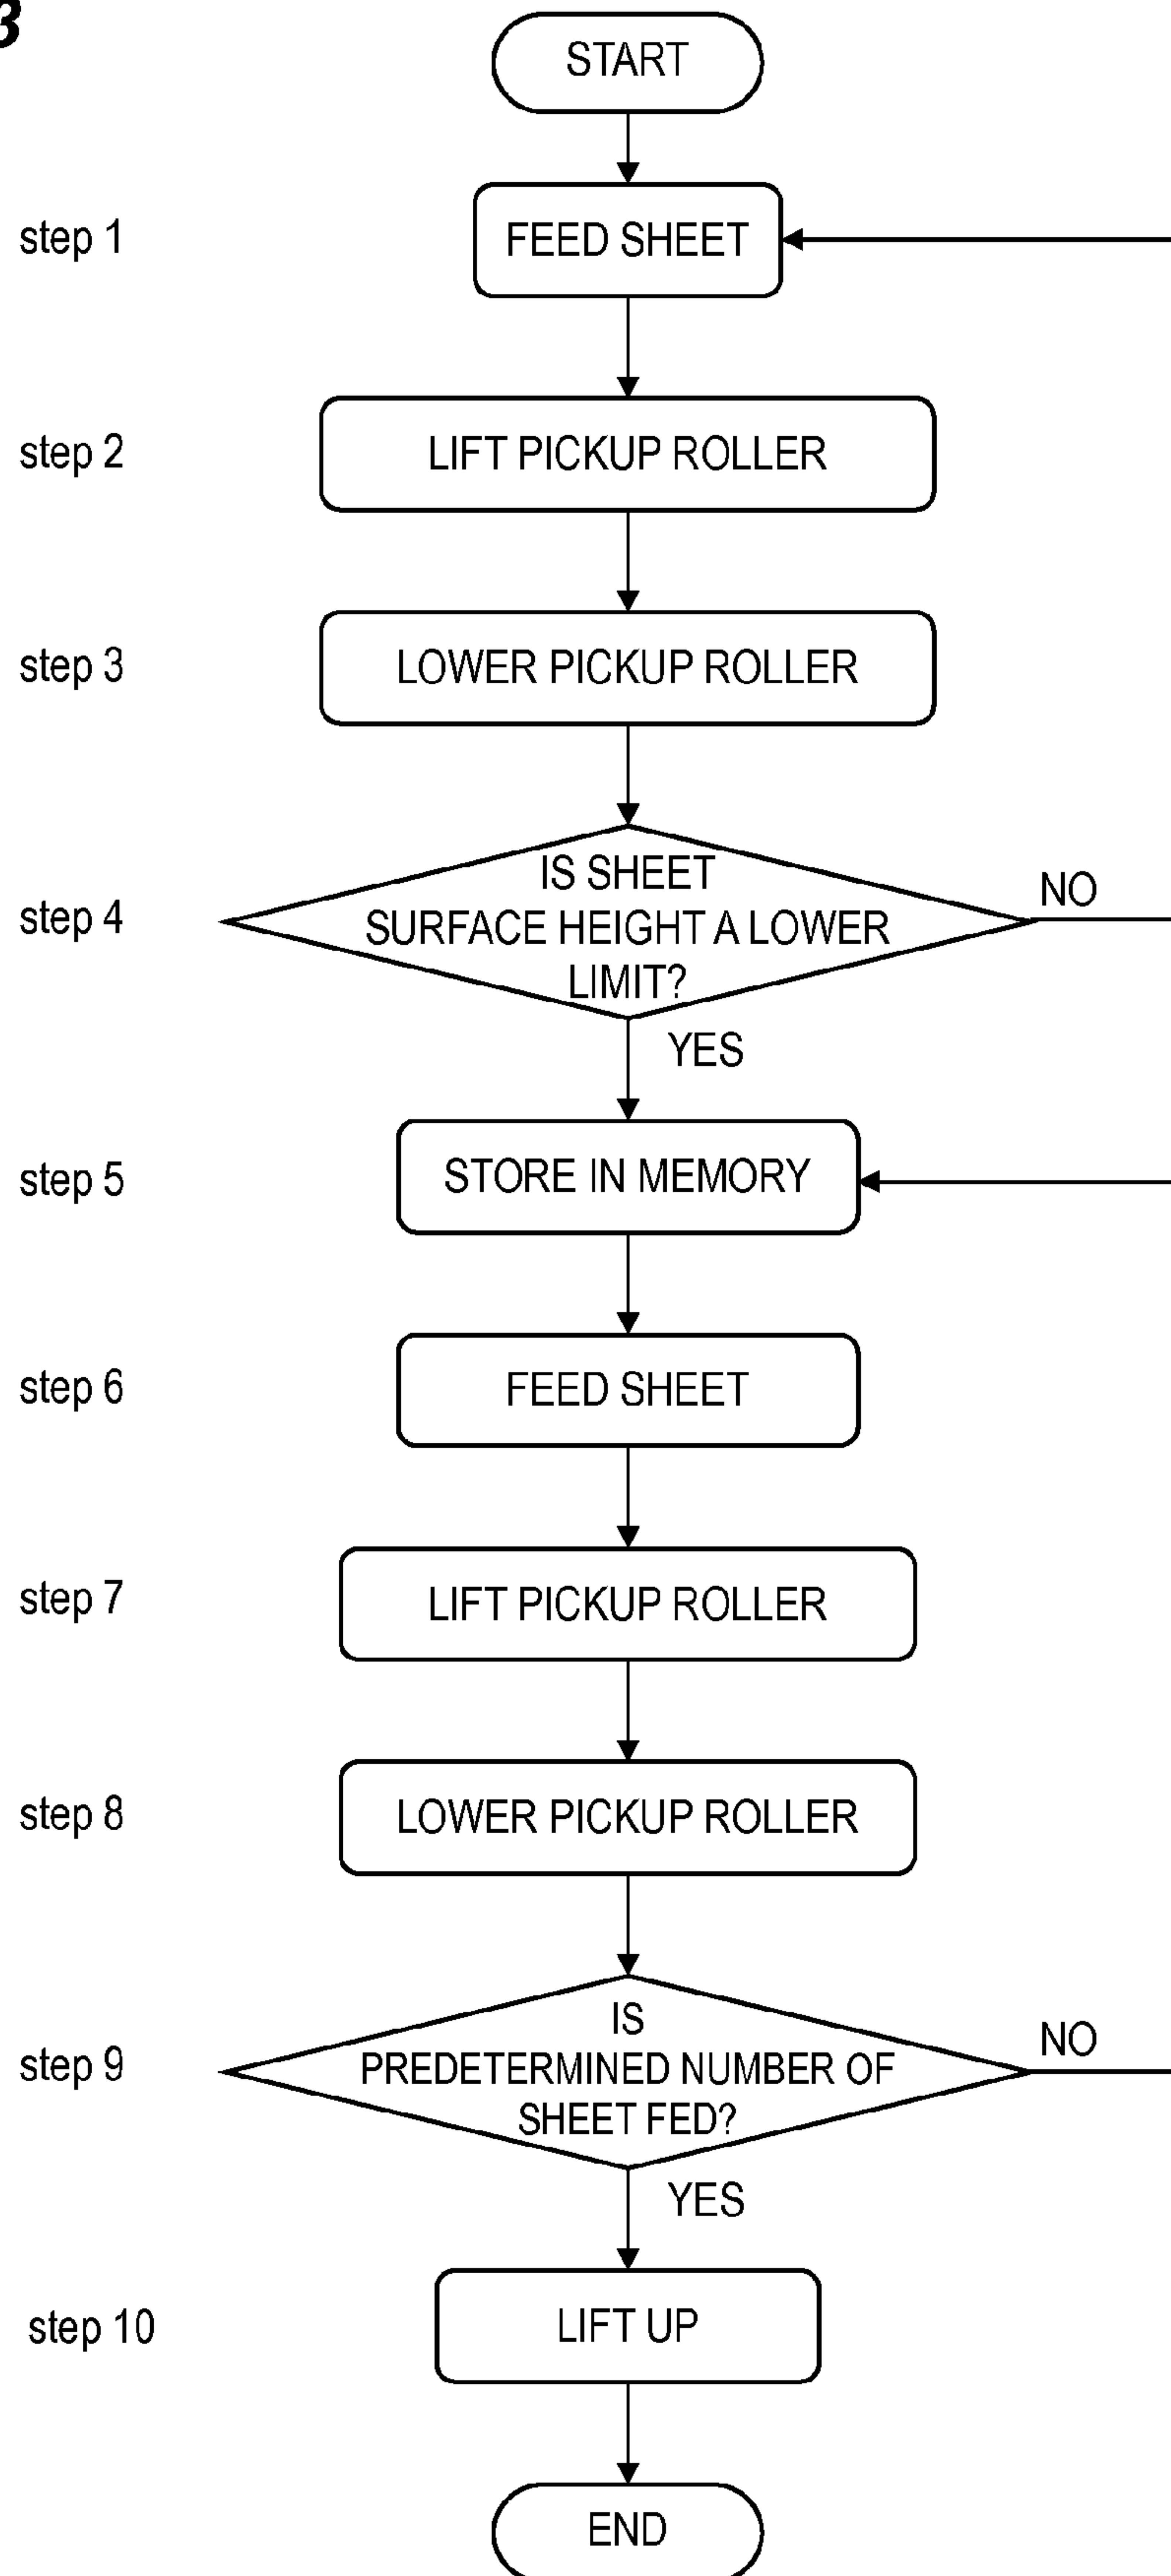 3
START
step 1
FEED SHEET
step 2
LIFT PICKUP ROLLER
step 3
LOWER PICKUP ROLLER
step 4
IS SHEET
SURFACE HEIGHT A LOWER
LIMIT?
NO
YES
step 5
STORE IN MEMORY
step 6
FEED SHEET
step 7
LIFT PICKUP ROLLER
step 8
LOWER PICKUP ROLLER
step 9
IS
PREDETERMINED NUMBER OF
SHEET FED?
NO
YES
step 10
LIFT UP
END